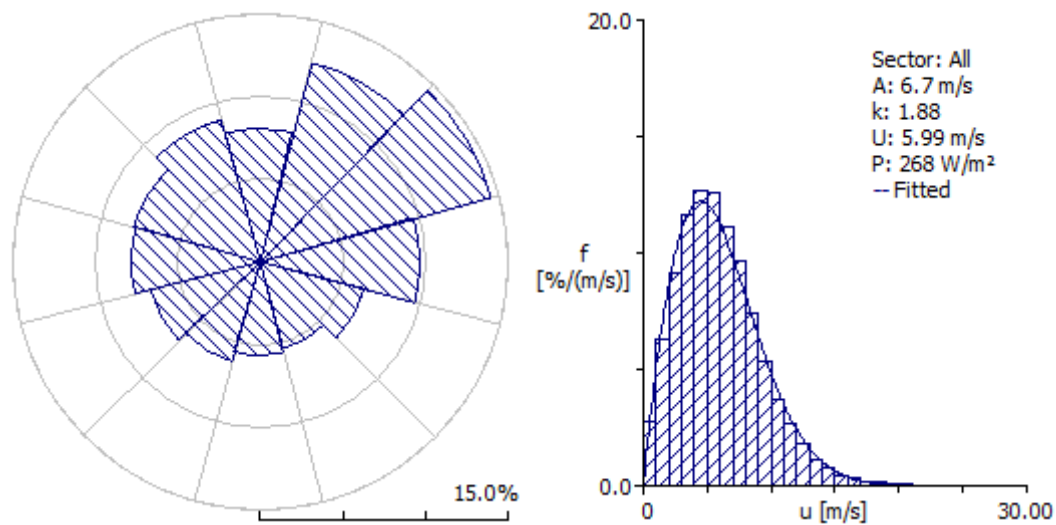 15.0%
20.0
f
[%/(m/s)]
0.0
0
u [m/s]
30.00
Sector: All
A: 6.7 m/s
k: 1.88
U: 5.99 m/s
P: 268 W/m²
-- Fitted